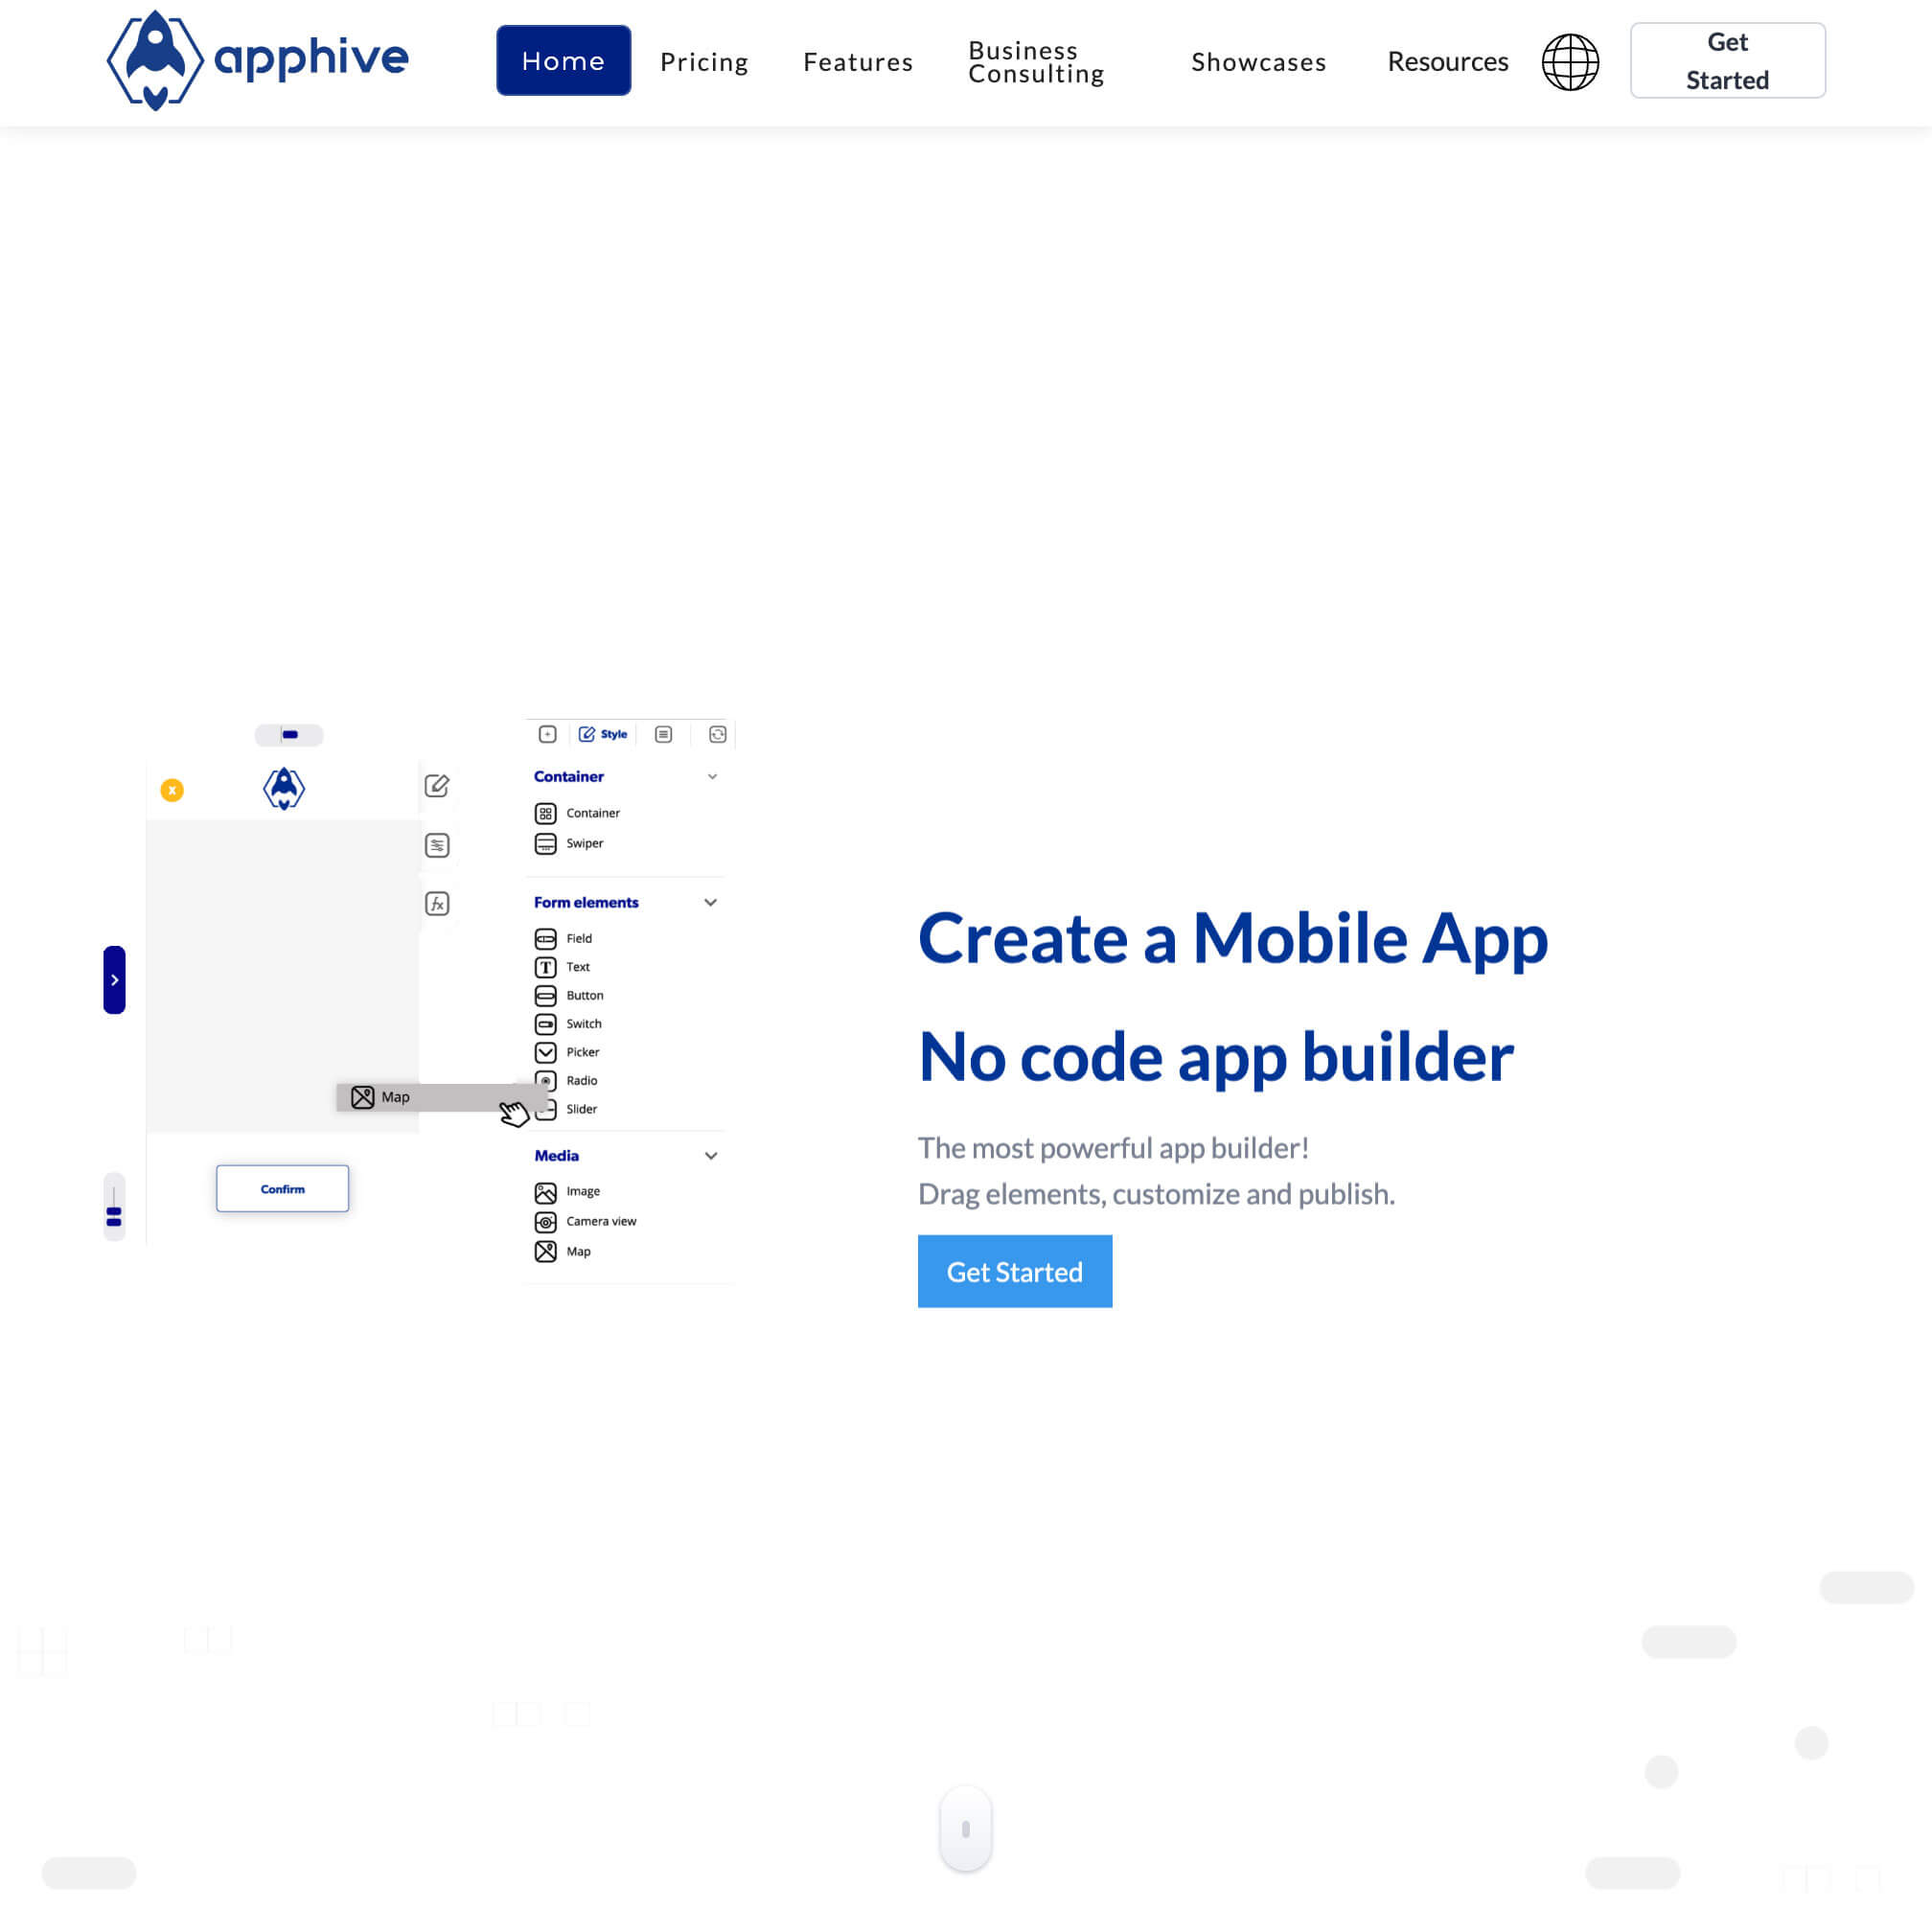 apphive
Home
Pricing
Features
Business
Consulting
Showcases
Resources
Get
Started
Style
x
Container
Container
Swiper
Form elements
fx
Field
Text
Button
Switch
Picker
Radio
Map
Slider
Media
Confirm
Image
Camera view
Map
Create a Mobile App
No code app builder
The most powerful app builder!
Drag elements, customize and publish.
Get Started